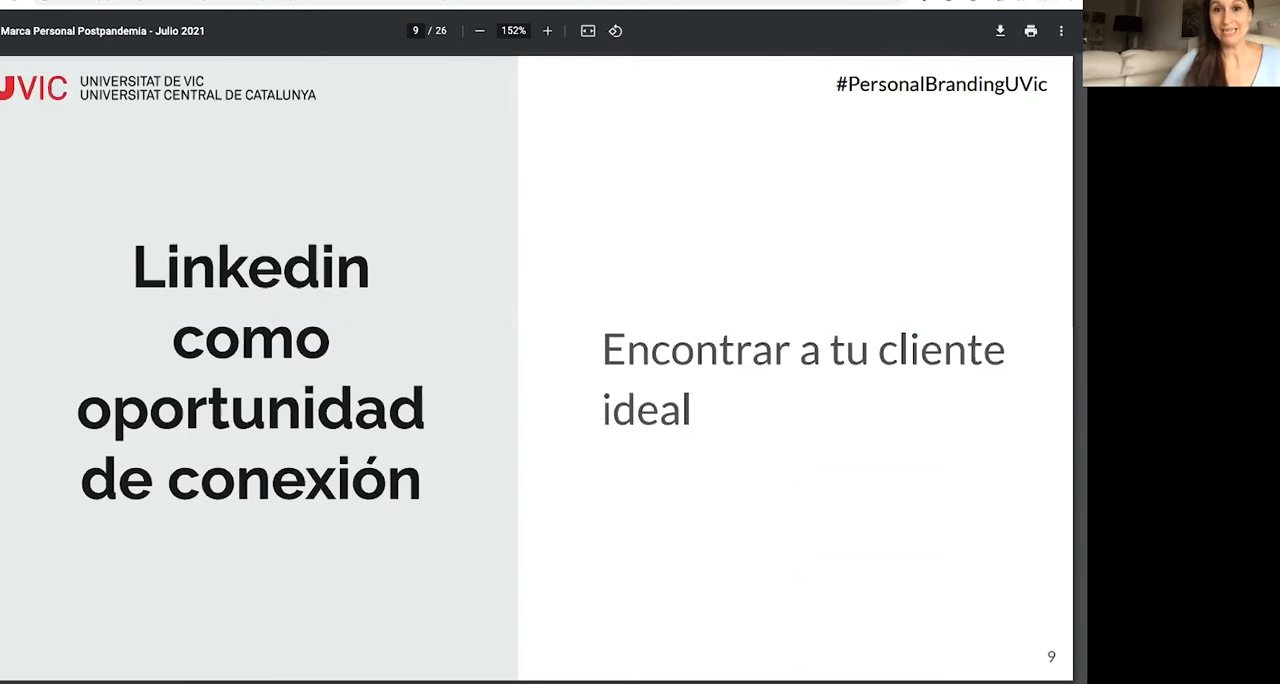 Marca Personal Postpandemia - Julio 2021
9 / 26
152%
UVIC
UNIVERSITAT DE VIC
UNIVERSITAT CENTRAL DE CATALUNYA
#PersonalBrandingUVic
Linkedin
como
oportunidad
de conexión
Encontrar a tu cliente
ideal
9